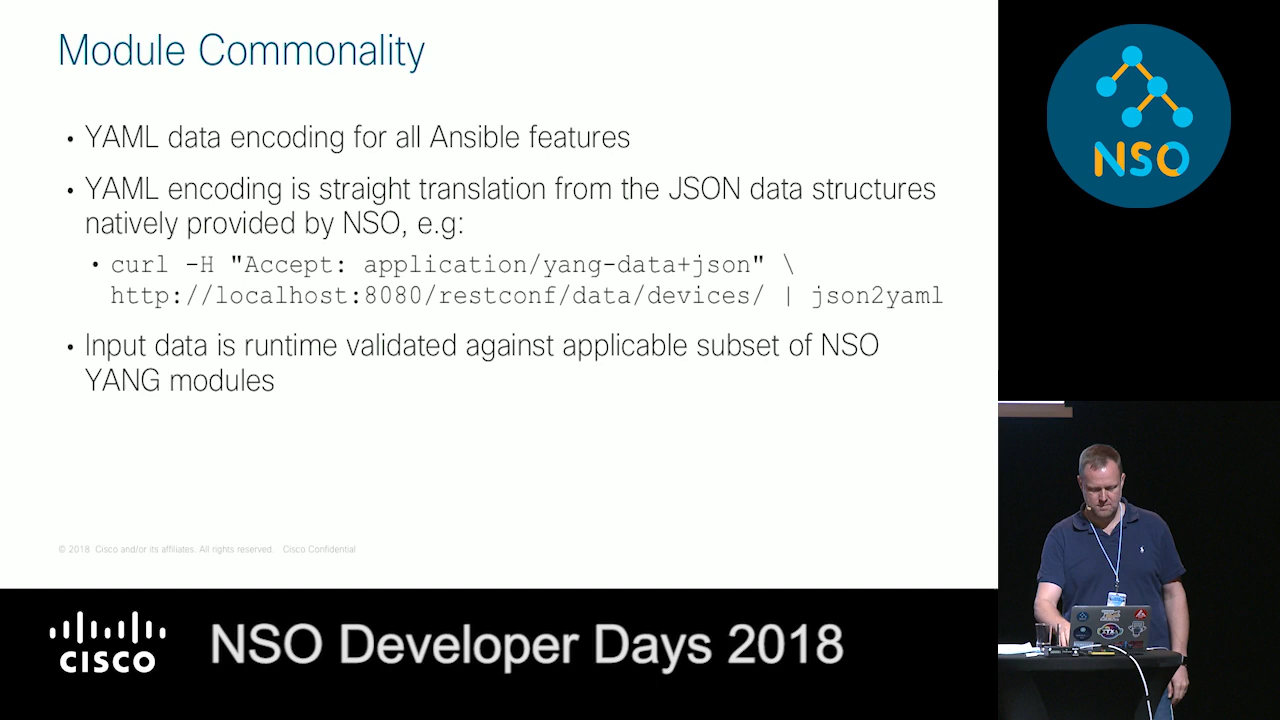 Module Commonality
• YAML data encoding for all Ansible features
• YAML encoding is straight translation from the JSON data structures
natively provided by NSO, e.g:
• curl -H "Accept: application/yang-data+json" \
http://localhost:8080/restconf/data/devices/ | json2yaml
• Input data is runtime validated against applicable subset of NSO
YANG modules
© 2018 Cisco and/or its affiliates. All rights reserved. Cisco Confidential
NSO
CISCO
NSO Developer Days 2018